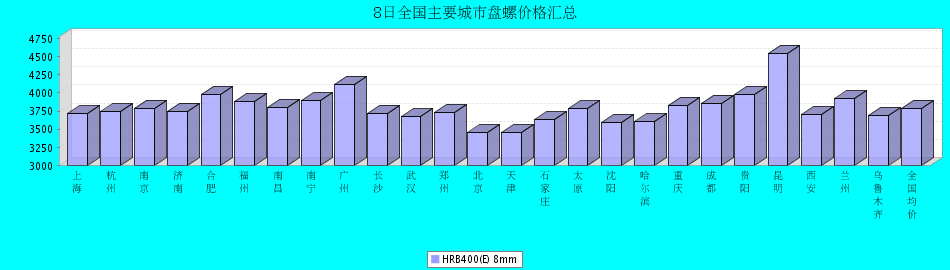 8日全国主要城市盘螺价格汇总
4750
4500
4250
4000
3750
3500
3250
3000
上海
杭州
南京
济南
合肥
福州
南昌
南宁
广州
长沙
武汉
郑州
北京
天津
石家庄
太原
沈阳
哈尔滨
重庆
成都
贵阳
昆明
西安
兰州
乌鲁木齐
全国均价
HRB400(E) 8mm